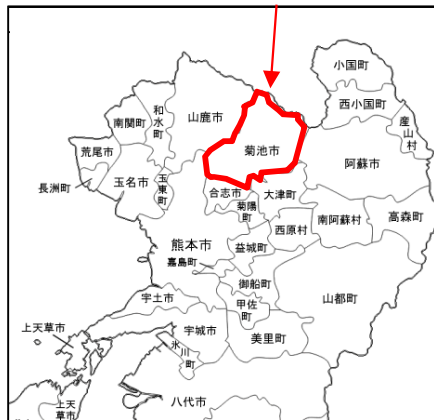 小国町
西小国町
産山村
和水町
南関町
山鹿市
菊池市
阿蘇市
荒尾市
長洲町
玉名市
玉東町
合志市
大津町
菊陽町
西原村
南阿蘇村
高森町
熊本市
益城町
嘉島町
御船町
甲佐町
山都町
宇土市
上天草市
宇城市
氷川町
美里町
八代市
上天草市